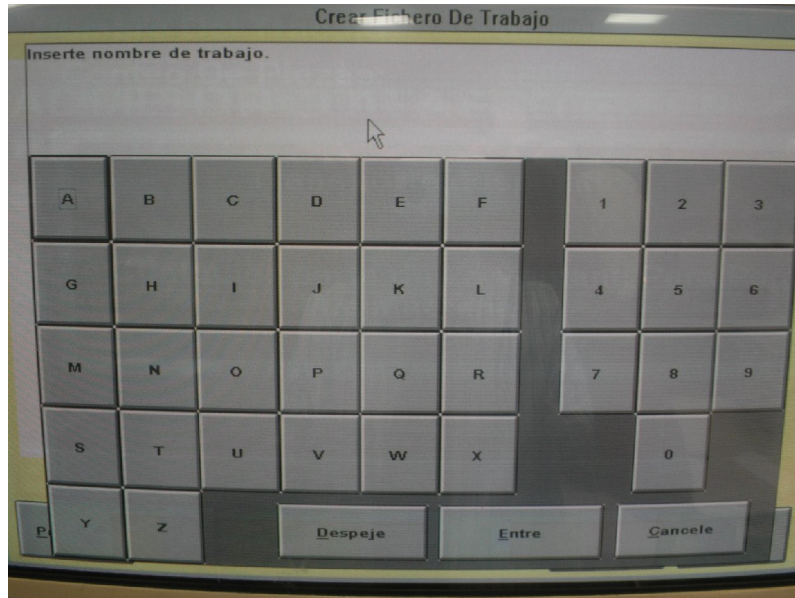 Crear Fichero De Trabajo
Inserte nombre de trabajo.
A B C D E F 1 2 3
G H I J K L 4 5 6
M N O P Q R 7 8 9
S T U V W X 0
Y Z Despeje Entre Cancele